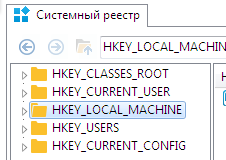 Системный реестр
HKEY_LOCAL_MACHINE
HKEY_CLASSES_ROOT
HKEY_CURRENT_USER
HKEY_LOCAL_MACHINE
HKEY_USERS
HKEY_CURRENT_CONFIG